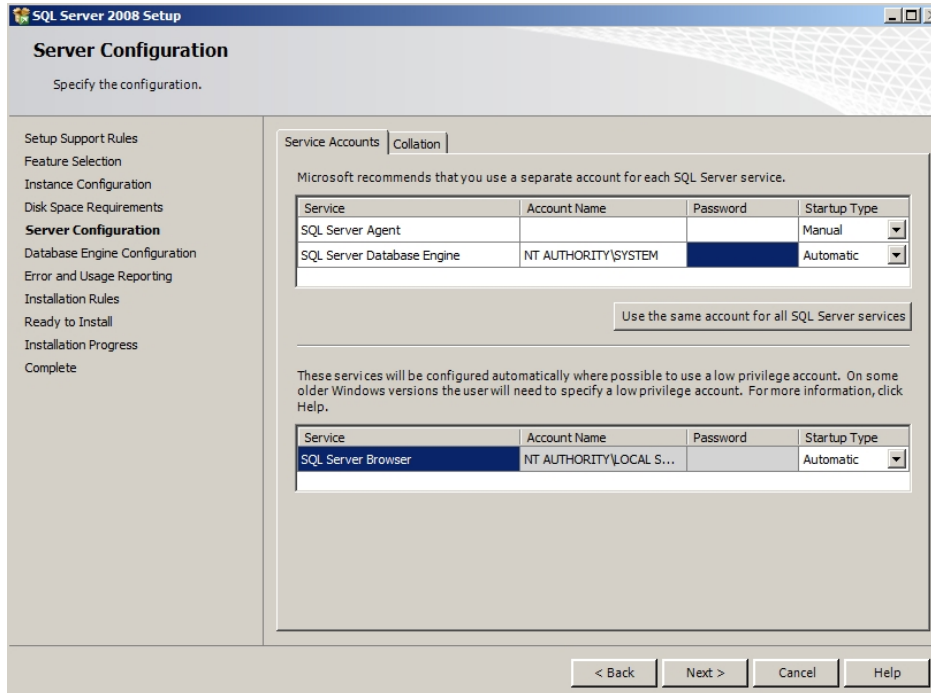 SQL Server 2008 Setup
Server Configuration
Specify the configuration.
Setup Support Rules
Feature Selection
Instance Configuration
Disk Space Requirements
Server Configuration
Database Engine Configuration
Error and Usage Reporting
Installation Rules
Ready to Install
Installation Progress
Complete
Service Accounts Collation
Microsoft recommends that you use a separate account for each SQL Server service.
Service Account Name Password Startup Type
SQL Server Agent Manual
SQL Server Database Engine NT AUTHORITY\SYSTEM Automatic
Use the same account for all SQL Server services
These services will be configured automatically where possible to use a low privilege account. On some
older Windows versions the user will need to specify a low privilege account. For more information, click
Help.
Service Account Name Password Startup Type
SQL Server Browser NT AUTHORITY\LOCAL S... Automatic
< Back Next > Cancel Help